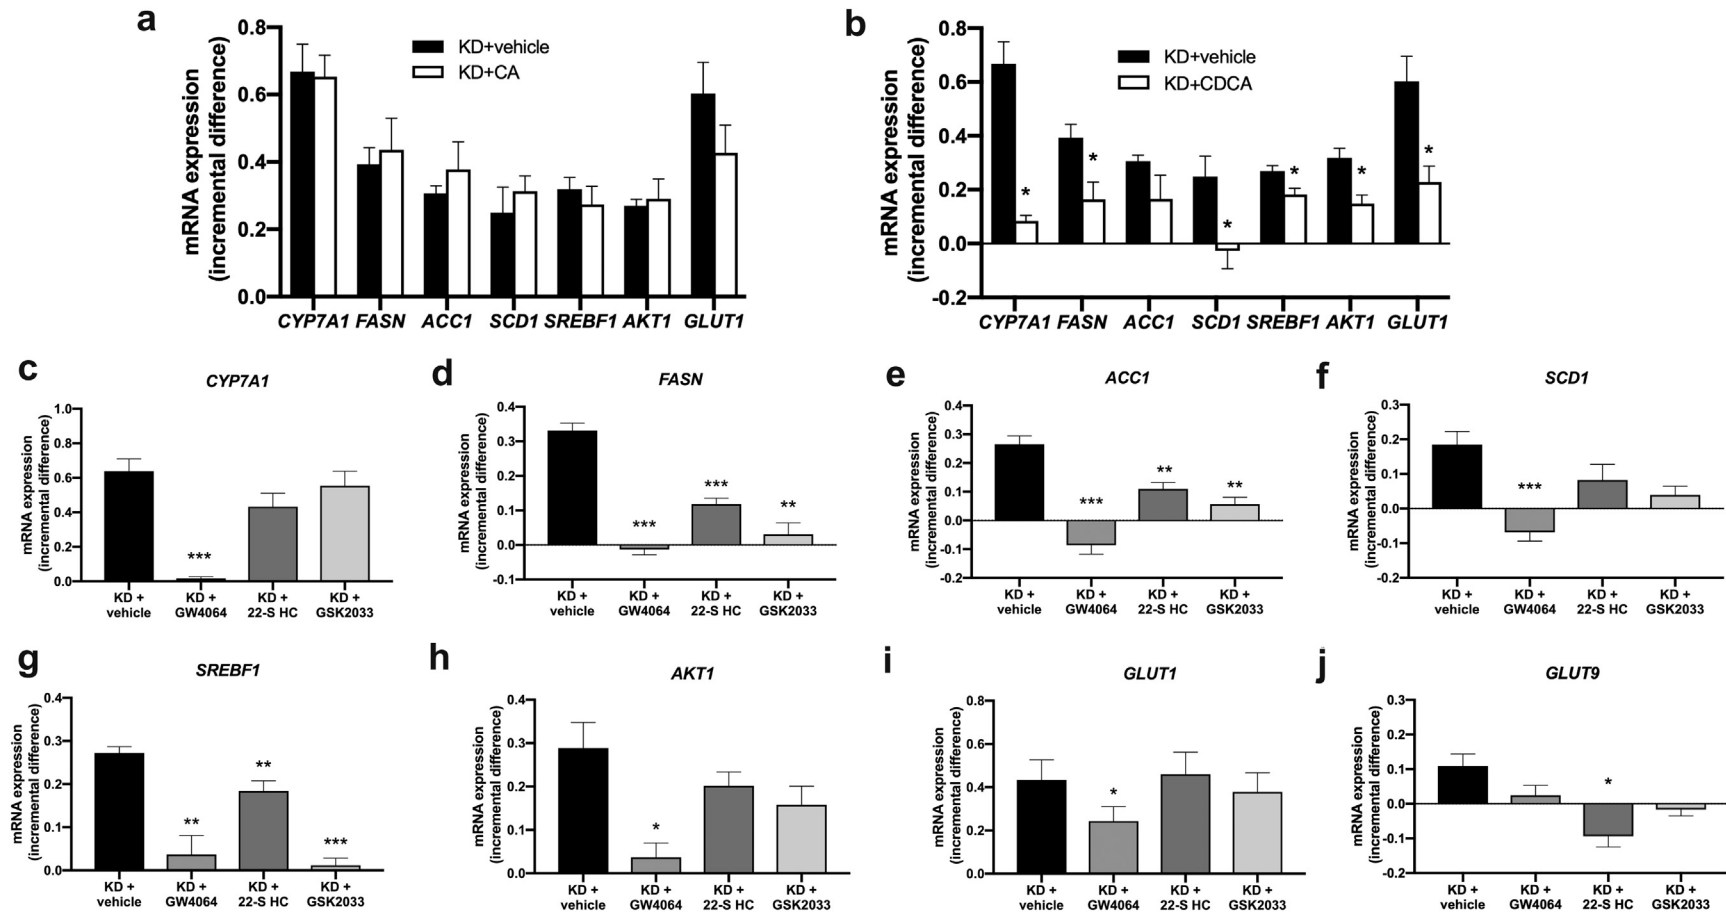 a
mRNA expression
(incremental difference)
0.8
0.6
0.4
0.2
0.0
KD+vehicle
KD+CA
CYP7A1 FASN ACC1 SCD1 SREBF1 AKT1 GLUT1
b
mRNA expression
(incremental difference)
0.8
0.6
0.4
0.2
0.0
-0.2
KD+vehicle
KD+CDCA
* * * * * *
CYP7A1 FASN ACC1 SCD1 SREBF1 AKT1 GLUT1
c
CYP7A1
mRNA expression
(incremental difference)
1.0
0.8
0.6
0.4
0.2
0.0
***
KD + KD + KD + KD +
vehicle GW4064 22-S HC GSK2033
d
FASN
mRNA expression
(incremental difference)
0.4
0.3
0.2
0.1
0.0
-0.1
*** *** **
KD + KD + KD + KD +
vehicle GW4064 22-S HC GSK2033
e
ACC1
mRNA expression
(incremental difference)
0.4
0.3
0.2
0.1
0.0
-0.1
-0.2
*** ** **
KD + KD + KD + KD +
vehicle GW4064 22-S HC GSK2033
f
SCD1
mRNA expression
(incremental difference)
0.3
0.2
0.1
0.0
-0.1
-0.2
***
KD + KD + KD + KD +
vehicle GW4064 22-S HC GSK2033
g
SREBF1
mRNA expression
(incremental difference)
0.4
0.3
0.2
0.1
0.0
** ** ***
KD + KD + KD + KD +
vehicle GW4064 22-S HC GSK2033
h
AKT1
mRNA expression
(incremental difference)
0.4
0.3
0.2
0.1
0.0
*
KD + KD + KD + KD +
vehicle GW4064 22-S HC GSK2033
i
GLUT1
mRNA expression
(incremental difference)
0.8
0.6
0.4
0.2
0.0
*
KD + KD + KD + KD +
vehicle GW4064 22-S HC GSK2033
j
GLUT9
mRNA expression
(incremental difference)
0.3
0.2
0.1
0.0
-0.1
-0.2
*
KD + KD + KD + KD +
vehicle GW4064 22-S HC GSK2033